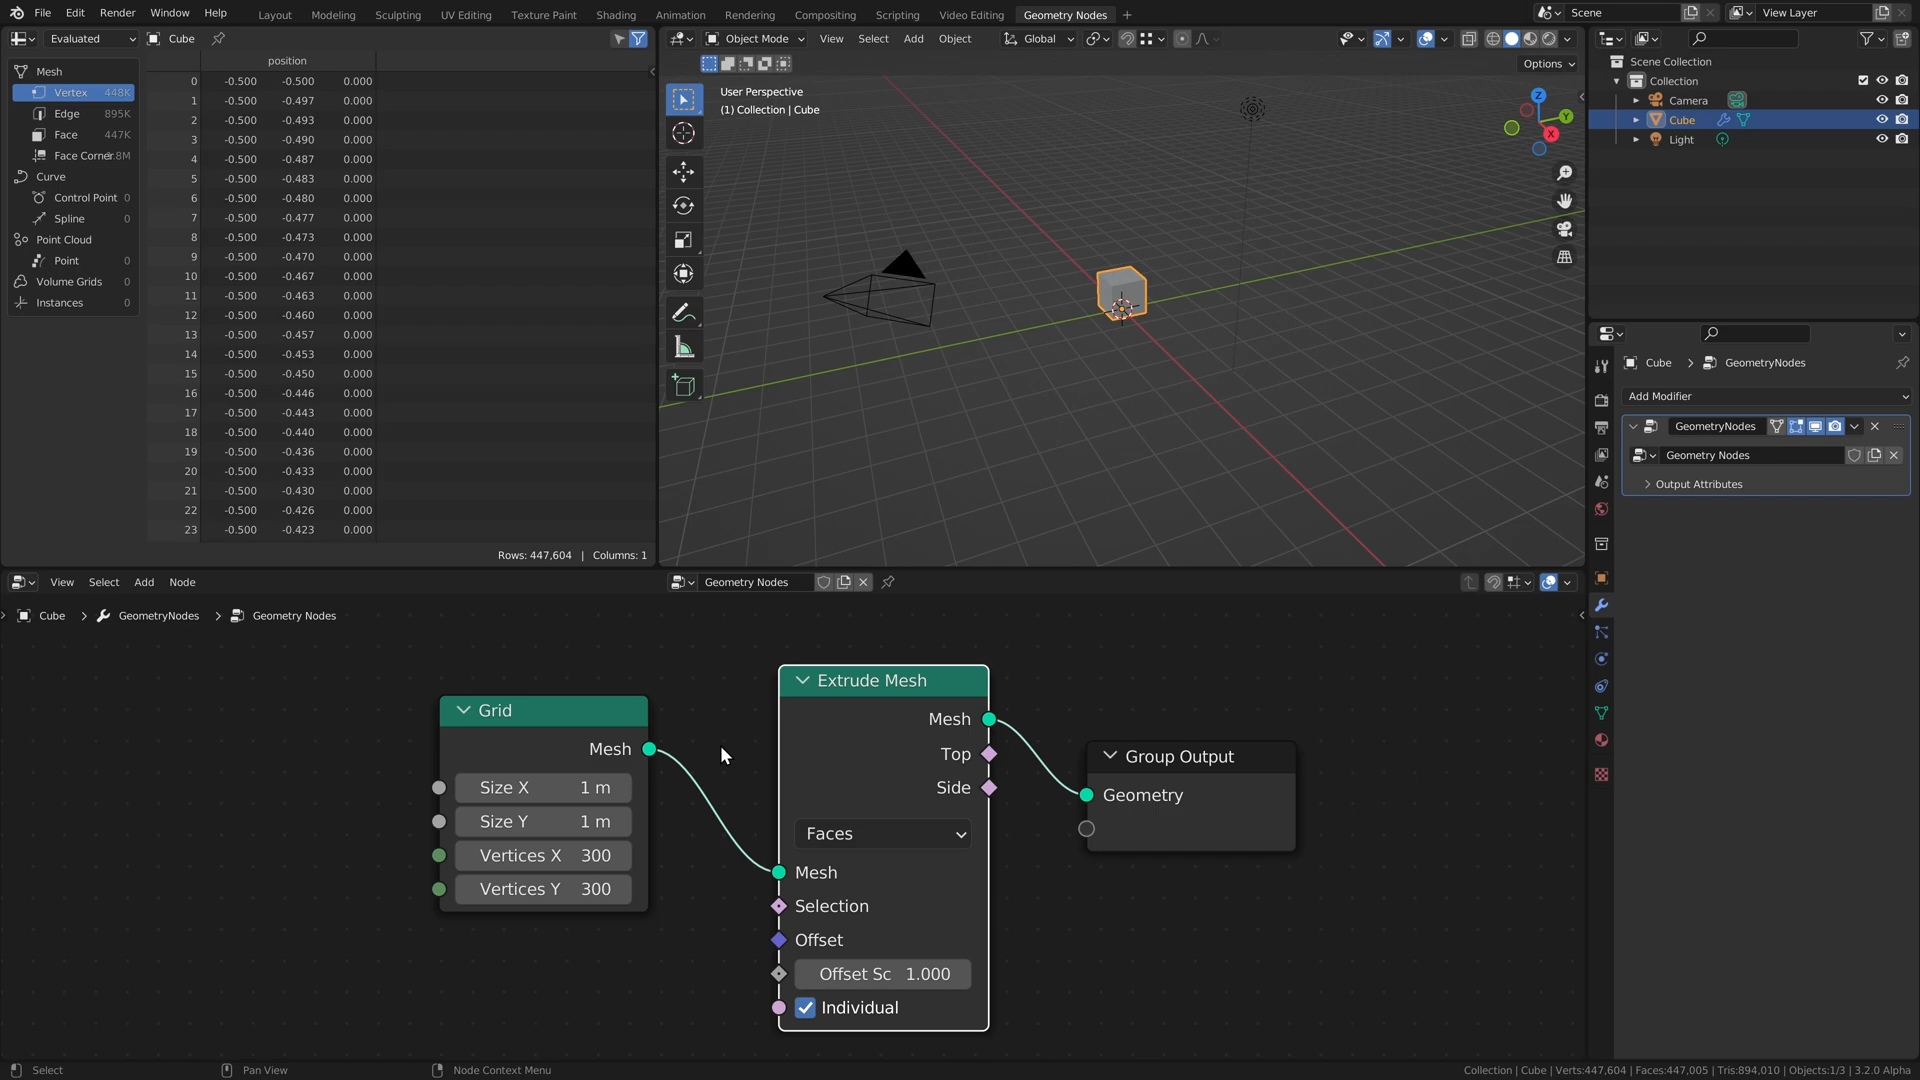 File Edit Render Window Help
Layout Modeling Sculpting UV Editing Texture Paint Shading Animation Rendering Compositing Scripting Video Editing Geometry Nodes
Scene
View Layer
Evaluated
Cube
position
Mesh
Vertex 448K
Edge 895K
Face 447K
Face Corner
Curve
Control Point 0
Spline 0
Point Cloud
Point 0
Volume Grids 0
Instances 0
0 -0.500 -0.500 0.000
1 -0.500 -0.497 0.000
2 -0.500 -0.493 0.000
3 -0.500 -0.490 0.000
4 -0.500 -0.487 0.000
5 -0.500 -0.483 0.000
6 -0.500 -0.480 0.000
7 -0.500 -0.477 0.000
8 -0.500 -0.473 0.000
9 -0.500 -0.470 0.000
10 -0.500 -0.467 0.000
11 -0.500 -0.463 0.000
12 -0.500 -0.460 0.000
13 -0.500 -0.457 0.000
14 -0.500 -0.453 0.000
15 -0.500 -0.450 0.000
16 -0.500 -0.446 0.000
17 -0.500 -0.443 0.000
18 -0.500 -0.440 0.000
19 -0.500 -0.436 0.000
20 -0.500 -0.433 0.000
21 -0.500 -0.430 0.000
22 -0.500 -0.426 0.000
23 -0.500 -0.423 0.000
Rows: 447,604 | Columns: 1
Object Mode View Select Add Object Global
Options
User Perspective
(1) Collection | Cube
Z
Y
X
Scene Collection
Collection
Camera
Cube
Light
Cube GeometryNodes
Add Modifier
GeometryNodes
Geometry Nodes
Output Attributes
View Select Add Node
Geometry Nodes
Cube GeometryNodes Geometry Nodes
Grid
Mesh
Size X 1 m
Size Y 1 m
Vertices X 300
Vertices Y 300
Extrude Mesh
Mesh
Top
Side
Faces
Mesh
Selection
Offset
Offset Sc 1.000
Individual
Group Output
Geometry
Select
Pan View
Node Context Menu
Collection | Cube | Verts:447,604 | Faces:447,005 | Tris:894,010 | Objects:1/3 | 3.2.0 Alpha